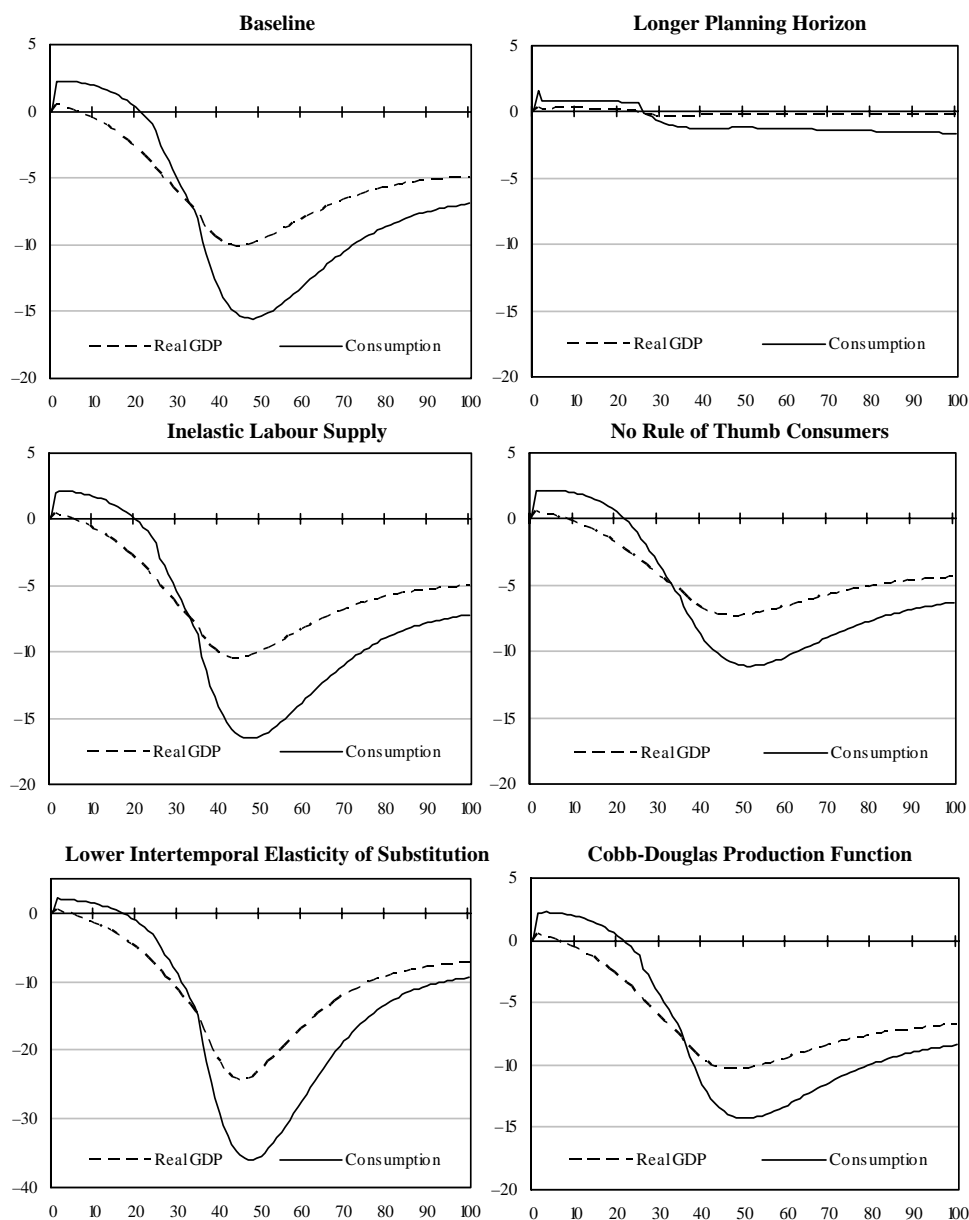 Baseline
5
0
–5
–10
–15
–20
Real GDP
Consumption
0 10 20 30 40 50 60 70 80 90 100
Longer Planning Horizon
5
0
–5
–10
–15
–20
Real GDP
Consumption
0 10 20 30 40 50 60 70 80 90 100
Inelastic Labour Supply
5
0
–5
–10
–15
–20
Real GDP
Consumption
0 10 20 30 40 50 60 70 80 90 100
No Rule of Thumb Consumers
5
0
–5
–10
–15
–20
Real GDP
Consumption
0 10 20 30 40 50 60 70 80 90 100
Lower Intertemporal Elasticity of Substitution
0
–10
–20
–30
–40
Real GDP
Consumption
0 10 20 30 40 50 60 70 80 90 100
Cobb-Douglas Production Function
5
0
–5
–10
–15
–20
Real GDP
Consumption
0 10 20 30 40 50 60 70 80 90 100